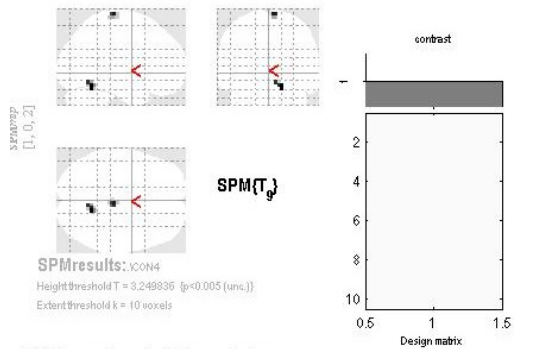 contrast
1
SPMmip
[1, 0, 2]
<
<
<
SPM{T9}
2
4
6
8
10
0.5 1 1.5
Design matrix
SPMresults: .\CON4
Height threshold T = 3.249836 {p<0.005 (unc.)}
Extent threshold k = 10 voxels